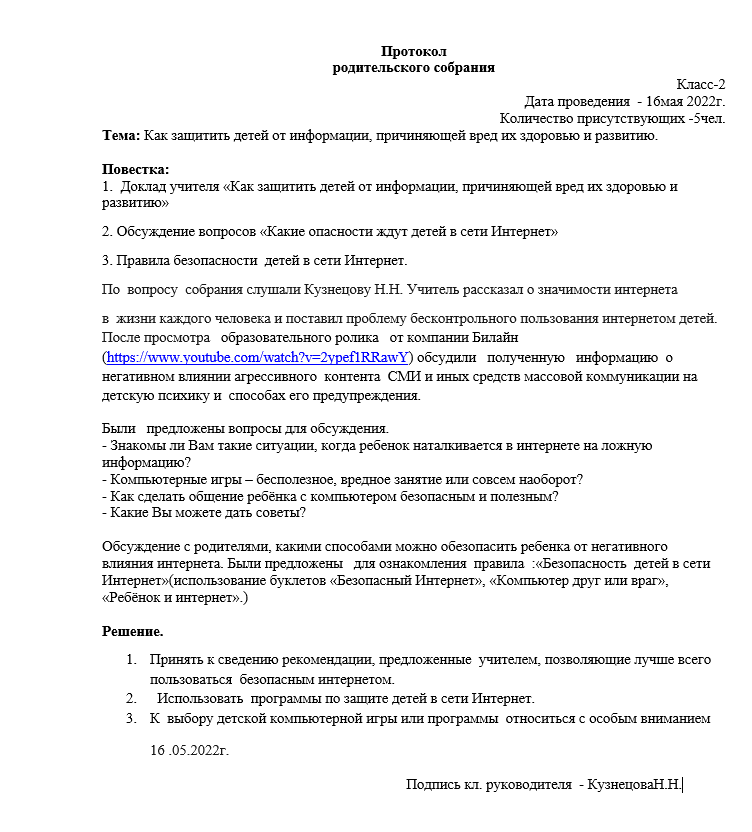 Протокол
родительского собрания
Класс-2
Дата проведения  - 16мая 2022г.
Количество присутствующих -5чел.
Тема: Как защитить детей от информации, причиняющей вред их здоровью и развитию.
Повестка:
1.  Доклад учителя «Как защитить детей от информации, причиняющей вред их здоровью и
развитию»
2. Обсуждение вопросов «Какие опасности ждут детей в сети Интернет»
3. Правила безопасности  детей в сети Интернет.
По  вопросу  собрания слушали Кузнецову Н.Н. Учитель рассказал о значимости интернета
в  жизни каждого человека и поставил проблему бесконтрольного пользования интернетом детей.
После просмотра   образовательного ролика   от компании Билайн
(https://www.youtube.com/watch?v=2ypef1RRawY) обсудили   полученную   информацию  о
негативном влиянии агрессивного  контента  СМИ и иных средств массовой коммуникации на
детскую психику и  способах его предупреждения.
Были   предложены вопросы для обсуждения.
- Знакомы ли Вам такие ситуации, когда ребенок наталкивается в интернете на ложную
информацию?
- Компьютерные игры – бесполезное, вредное занятие или совсем наоборот?
- Как сделать общение ребёнка с компьютером безопасным и полезным?
- Какие Вы можете дать советы?
Обсуждение с родителями, какими способами можно обезопасить ребенка от негативного
влияния интернета. Были предложены   для ознакомления  правила  :«Безопасность  детей в сети
Интернет»(использование буклетов «Безопасный Интернет», «Компьютер друг или враг»,
«Ребёнок и интернет».)
Решение.
1. Принять к сведению рекомендации, предложенные  учителем, позволяющие лучше всего
пользоваться  безопасным интернетом.
2. Использовать  программы по защите детей в сети Интернет.
3. К  выбору детской компьютерной игры или программы  относиться с особым вниманием
16 .05.2022г.
Подпись кл. руководителя  - КузнецоваН.Н.